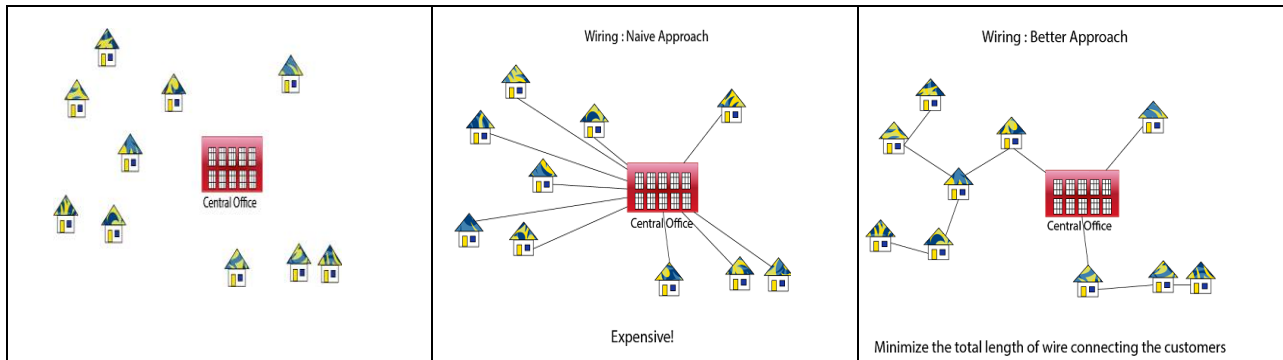 Central Office
Wiring : Naive Approach
Central Office
Expensive!
Wiring : Better Approach
Central Office
Minimize the total length of wire connecting the customers